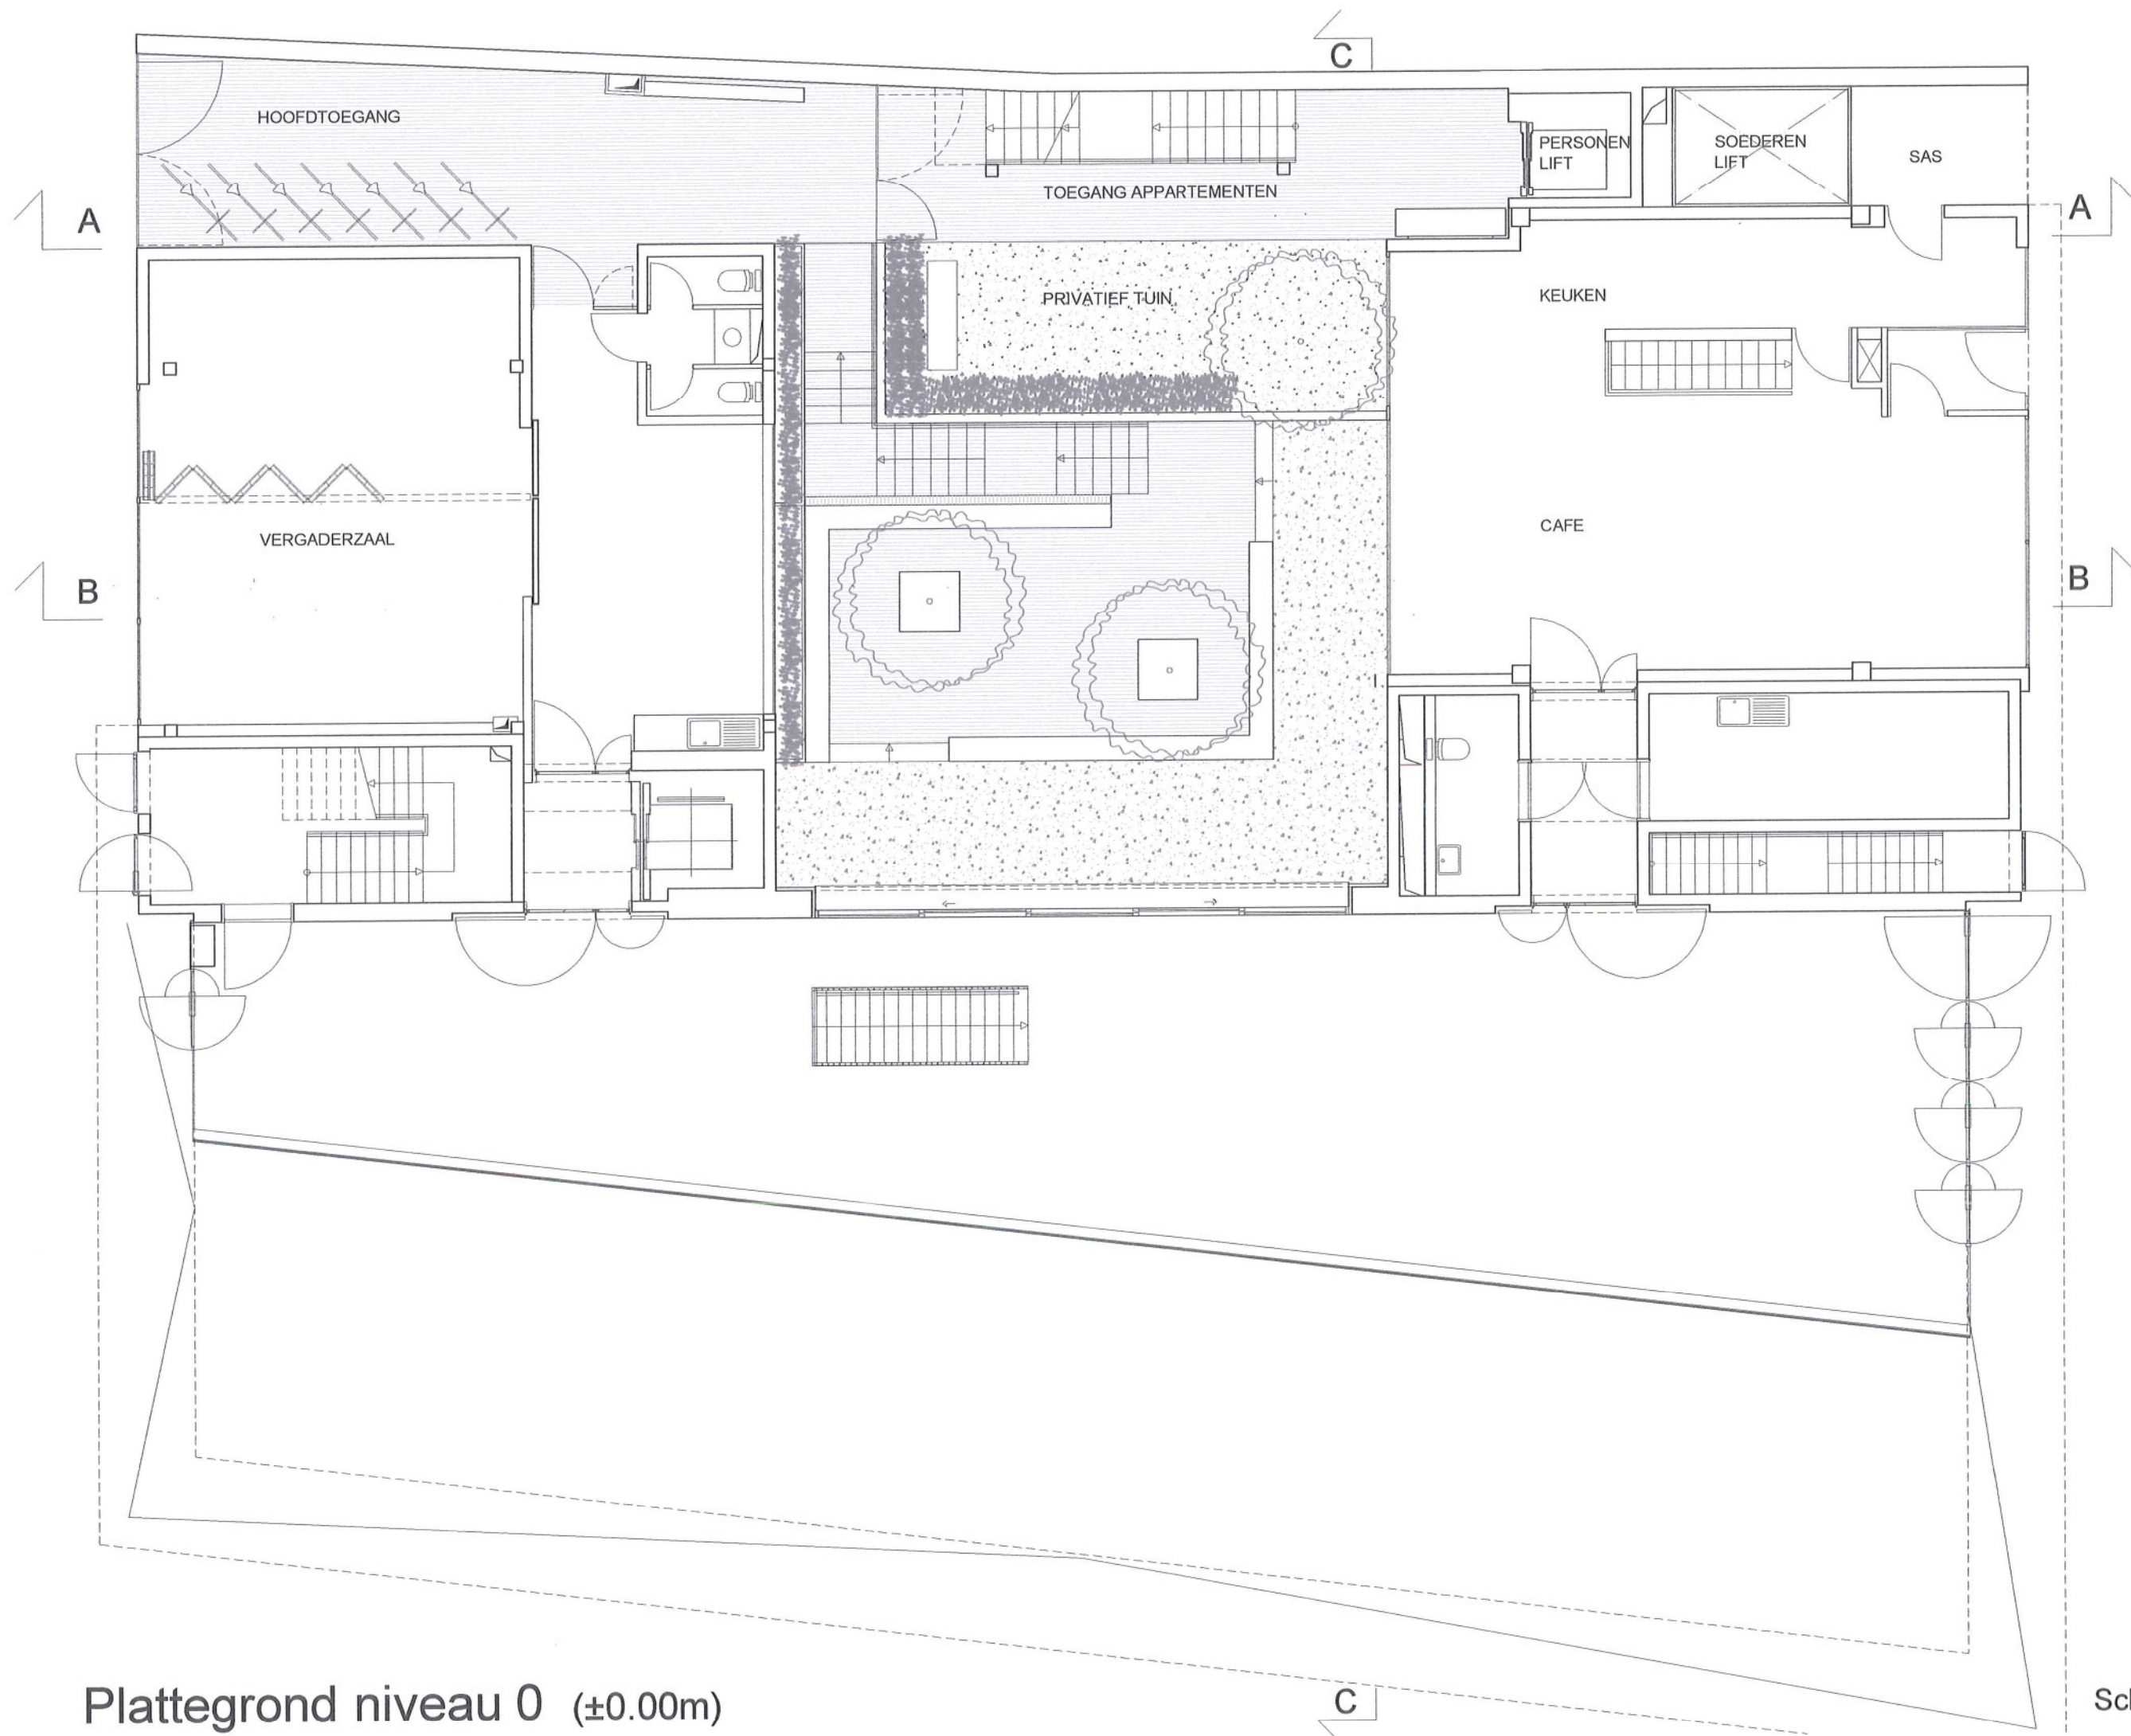 C
HOOFDTOEGANG
PERSONEN
LIFT
SOEDEREN
LIFT
SAS
TOEGANG APPARTEMENTEN
A
A
PRIVATIEF TUIN
KEUKEN
CAFE
VERGADERZAAL
B
B
Plattegrond niveau 0 (±0.00m)
C